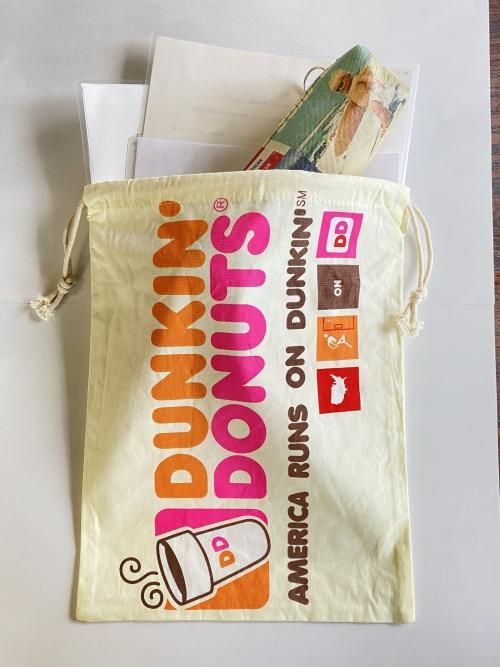 DUNKIN'
DONUTS®
DD
AMERICA RUNS ON DUNKIN'℠
DD
ON